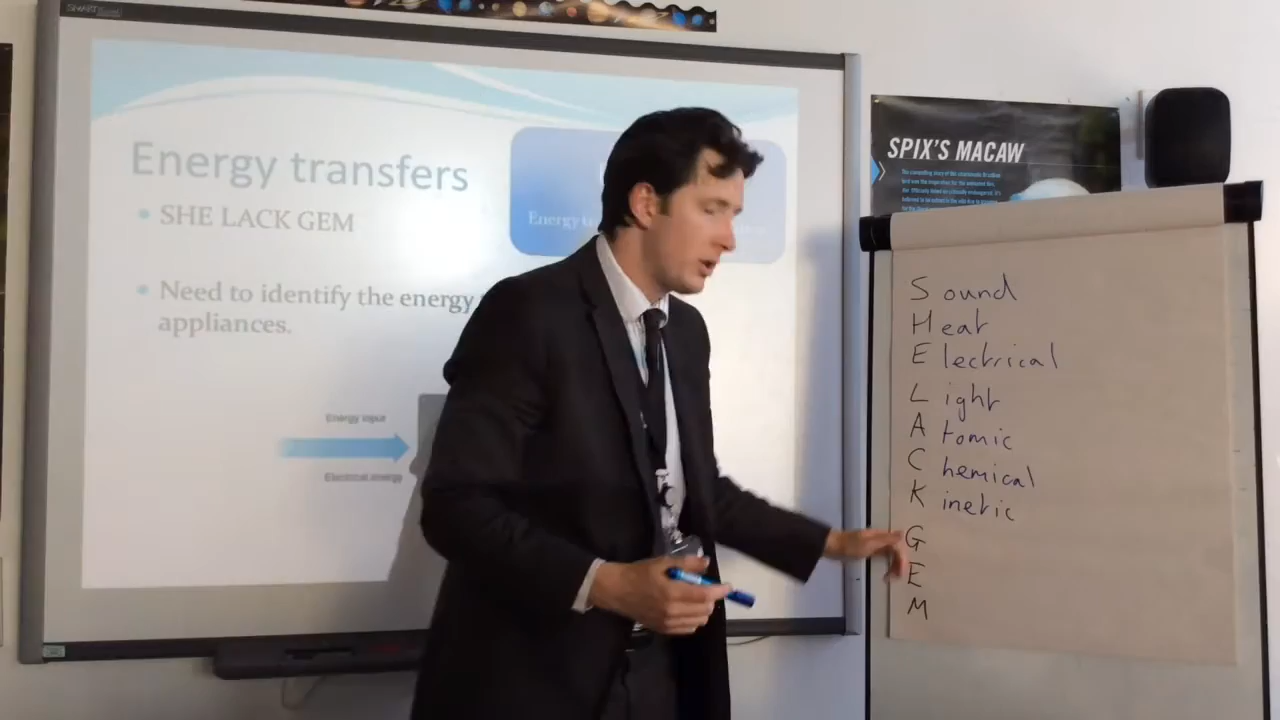 Energy transfers
SHE LACK GEM
Need to identify the energy
appliances.
Energy
Energy input
Electrical energy
SPIX'S MACAW
Sound
Heat
Electrical
Light
Atomic
Chemical
Kinetic
G
E
M